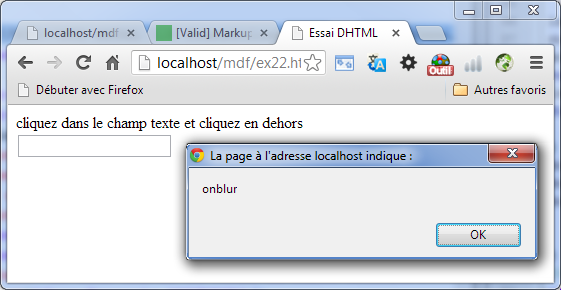 localhost/mdf
[Valid] Markup
Essai DHTML
localhost/mdf/ex22.ht
Outil
Débuter avec Firefox
Autres favoris
cliquez dans le champ texte et cliquez en dehors
La page à l'adresse localhost indique :
onblur
OK